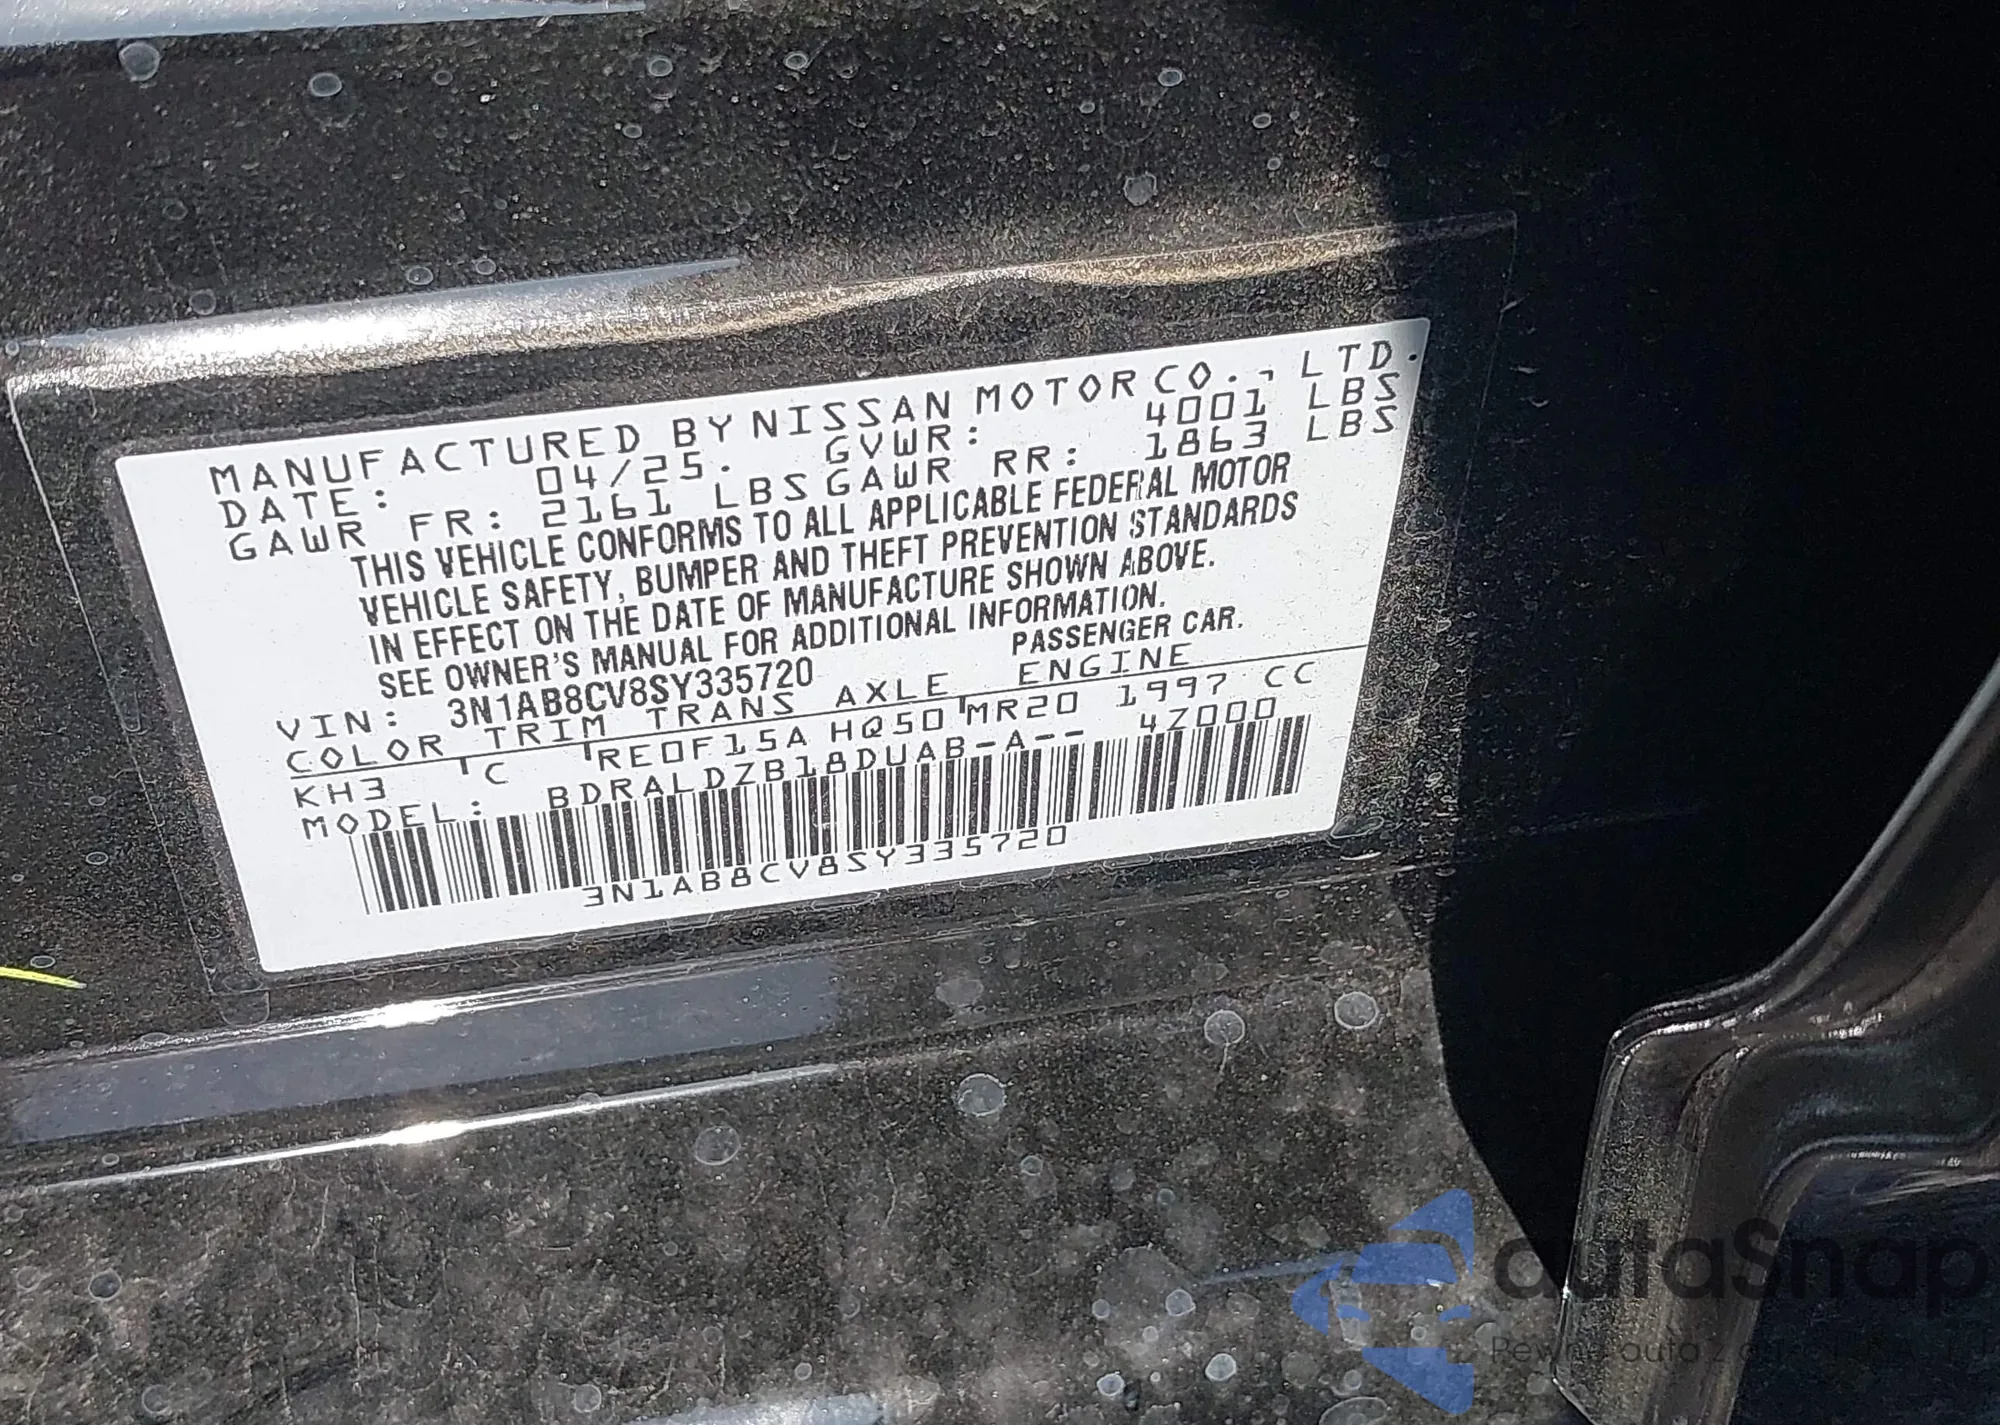 MANUFACTURED BY NISSAN MOTOR CO., LTD.
DATE: 04/25. GVWR: 4001 LBS
GAWR FR: 2161 LBS GAWR RR: 1863 LBS
THIS VEHICLE CONFORMS TO ALL APPLICABLE FEDERAL MOTOR
VEHICLE SAFETY, BUMPER AND THEFT PREVENTION STANDARDS
IN EFFECT ON THE DATE OF MANUFACTURE SHOWN ABOVE.
SEE OWNER'S MANUAL FOR ADDITIONAL INFORMATION.
VIN: 3N1AB8CV8SY335720 PASSENGER CAR.
COLOR TRIM TRANS AXLE ENGINE
KH3 C RE0F15A HQ50 MR20 1997 CC
MODEL: BDRALDZB18DUAB-A-- 4Z000
3N1AB8CV8SY335720
autaSnap